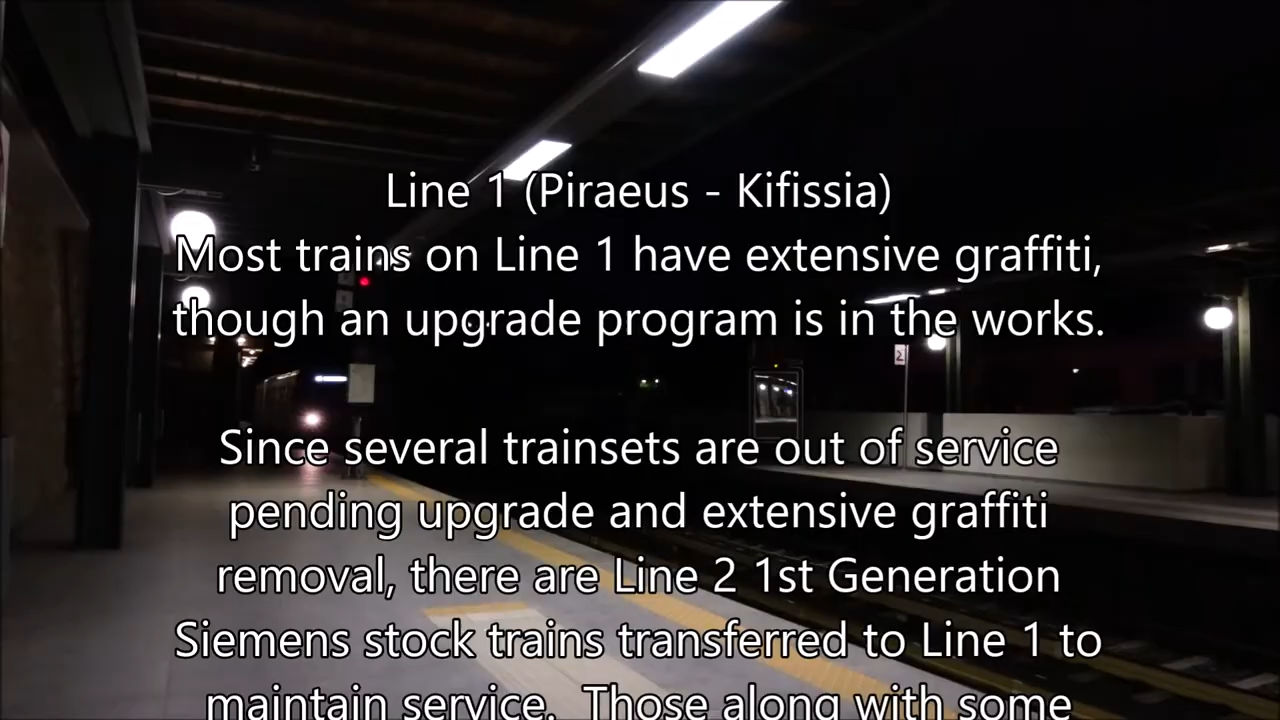 Line 1 (Piraeus - Kifissia)
Most trains on Line 1 have extensive graffiti,
though an upgrade program is in the works.
Since several trainsets are out of service
pending upgrade and extensive graffiti
removal, there are Line 2 1st Generation
Siemens stock trains transferred to Line 1 to
maintain service.  Those along with some
Σ